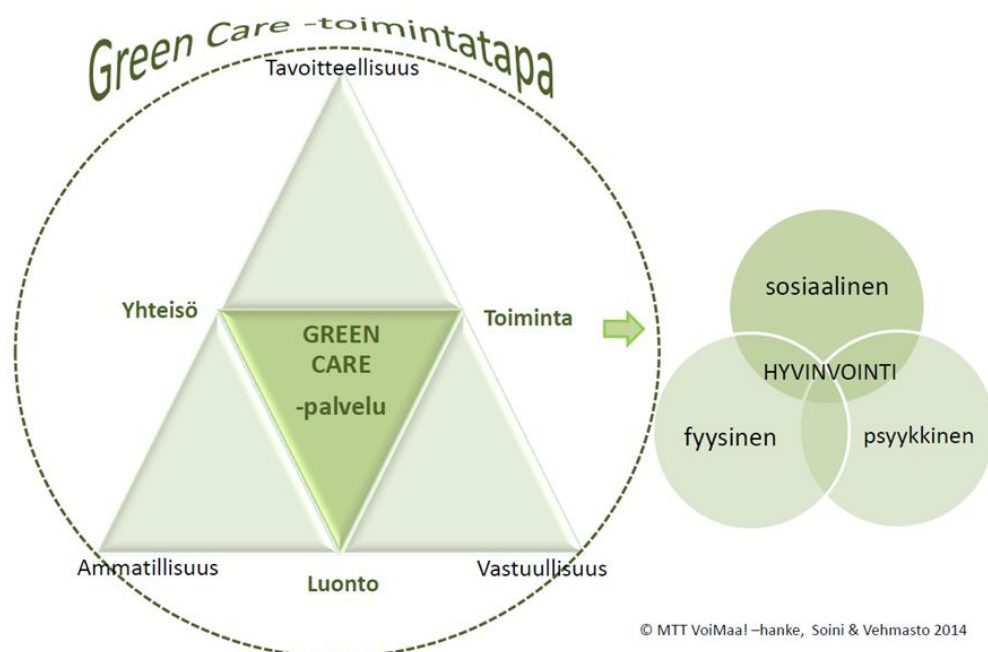 Green Care -toimintatapa
Tavoitteellisuus
Yhteisö
Toiminta
GREEN
CARE
-palvelu
Ammatillisuus
Luonto
Vastuullisuus
sosiaalinen
HYVINVOINTI
fyysinen
psyykkinen
© MTT VoiMaa! –hanke, Soini & Vehmasto 2014